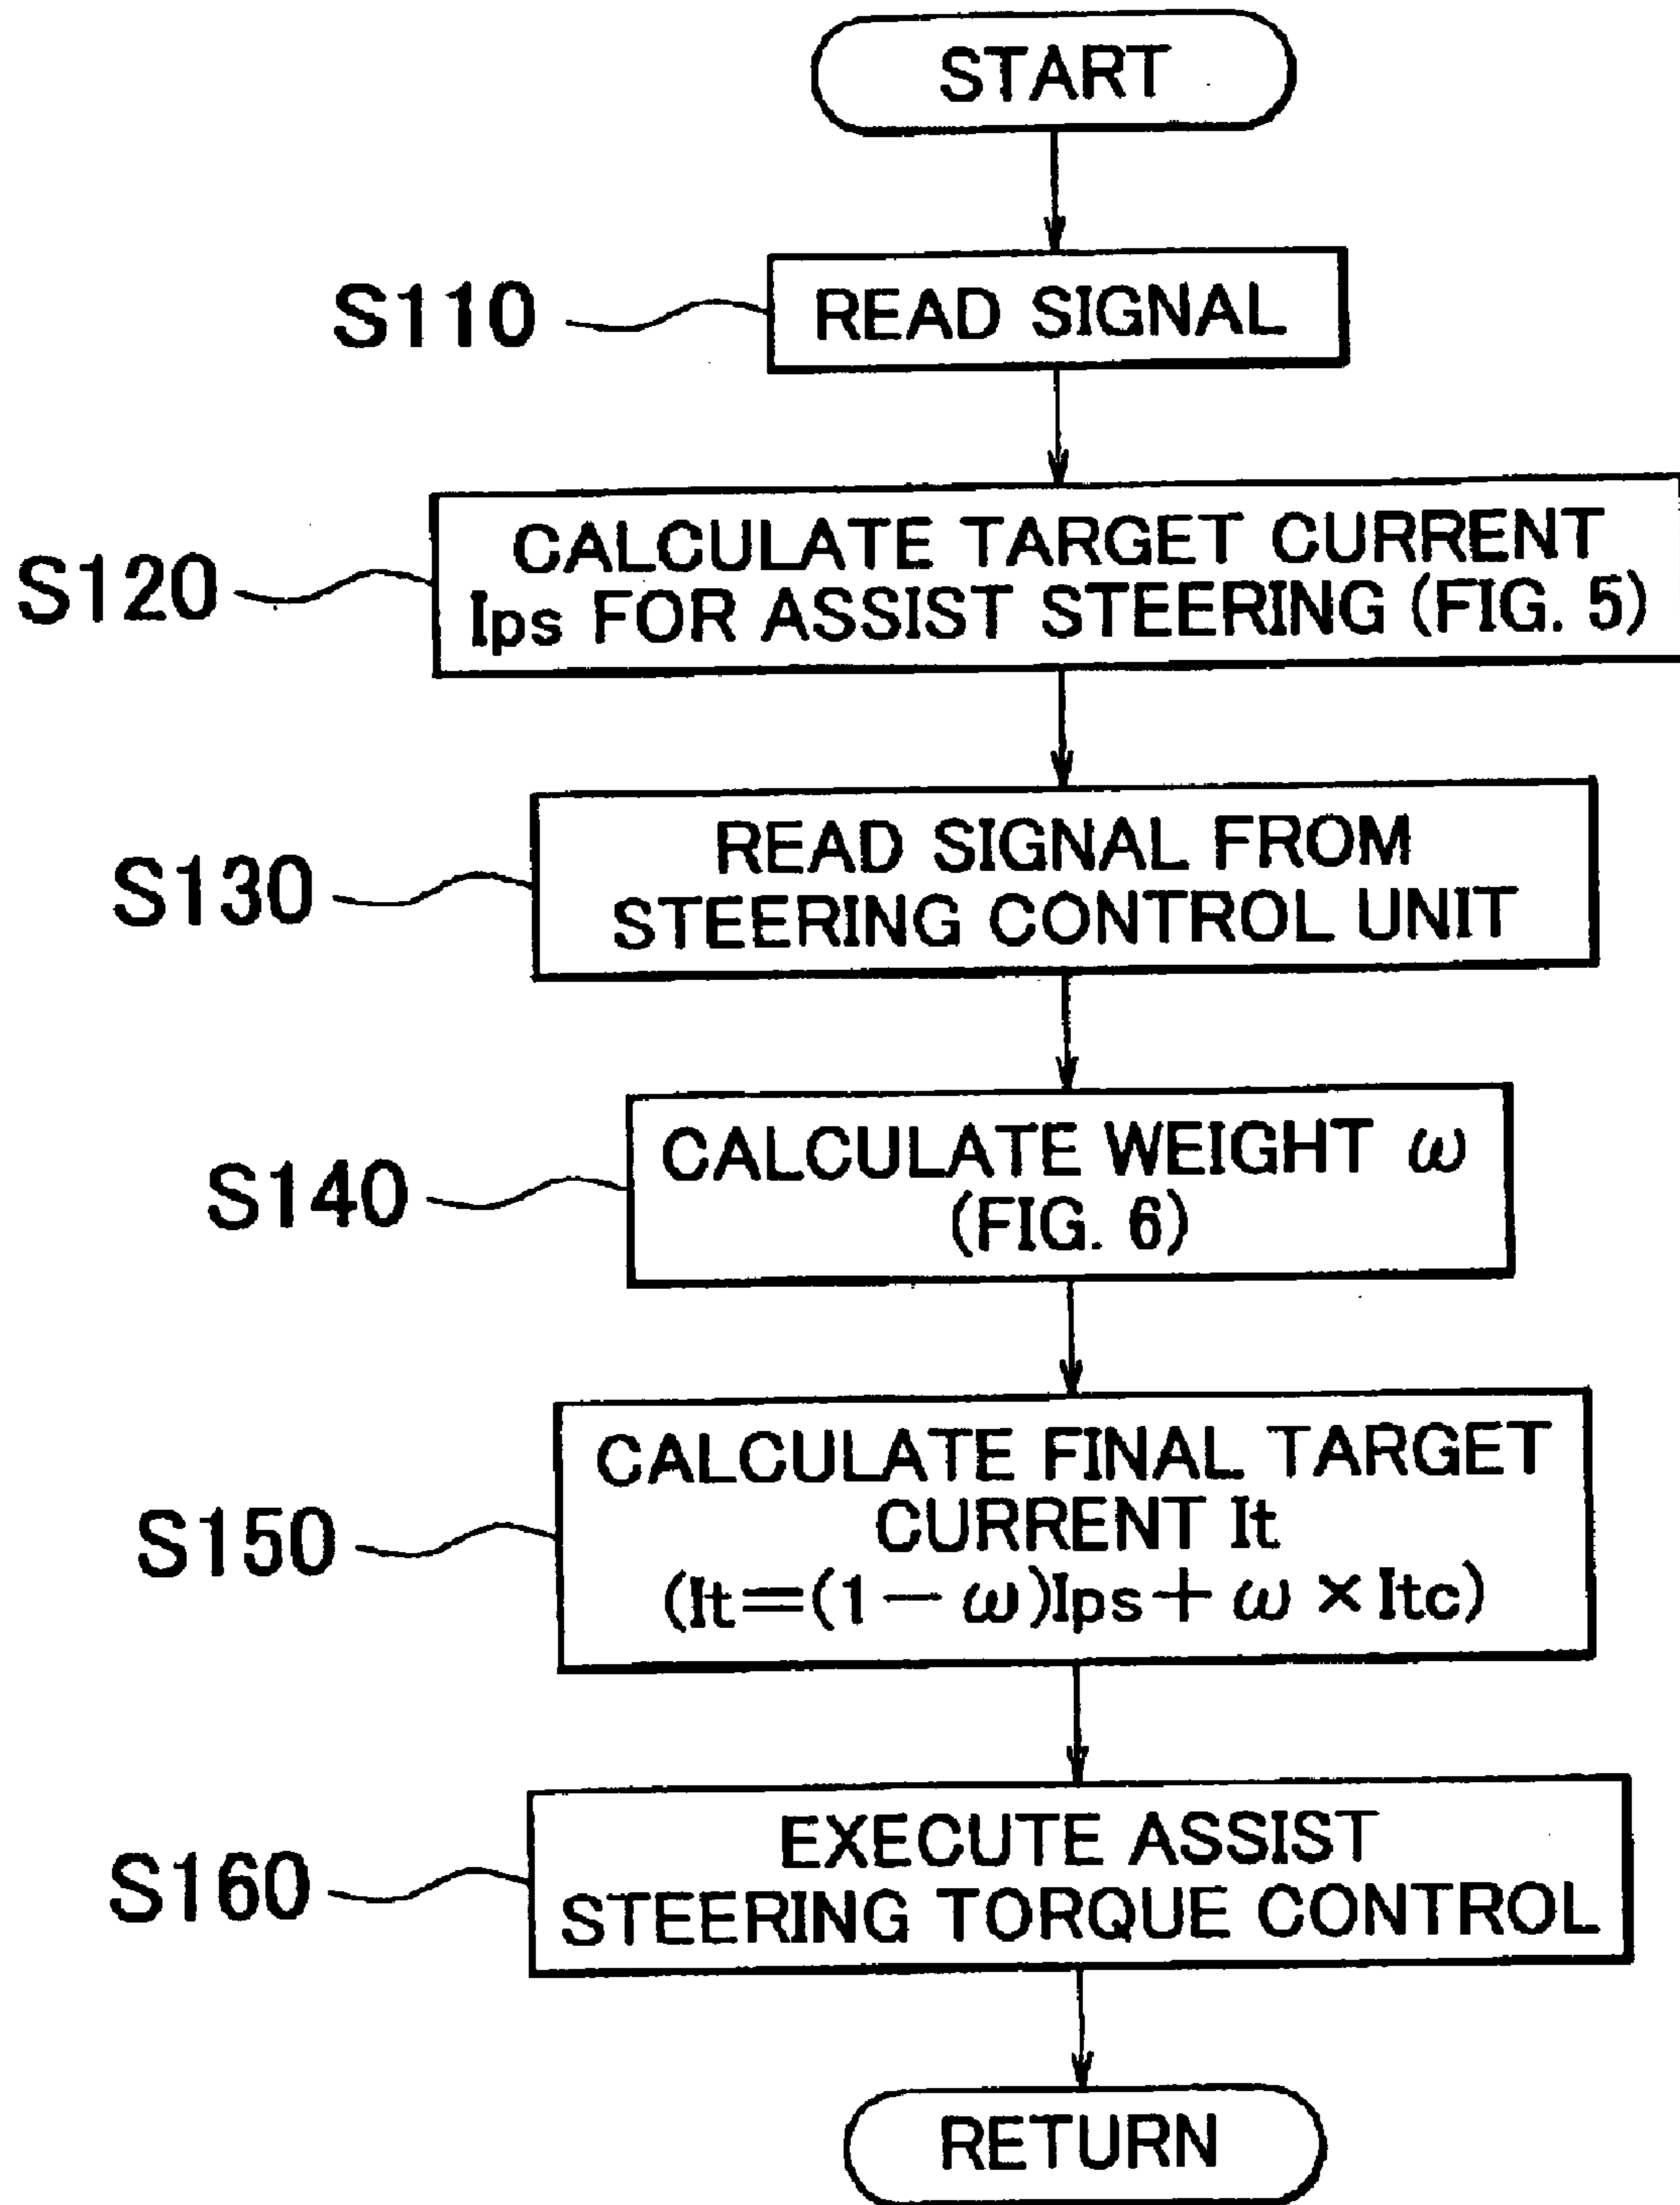 START
S110
READ SIGNAL
S120
CALCULATE TARGET CURRENT
Ips FOR ASSIST STEERING (FIG. 5)
S130
READ SIGNAL FROM
STEERING CONTROL UNIT
S140
CALCULATE WEIGHT ω
(FIG. 6)
S150
CALCULATE FINAL TARGET
CURRENT It
(It=(1-ω)Ips+ω×Itc)
S160
EXECUTE ASSIST
STEERING TORQUE CONTROL
RETURN